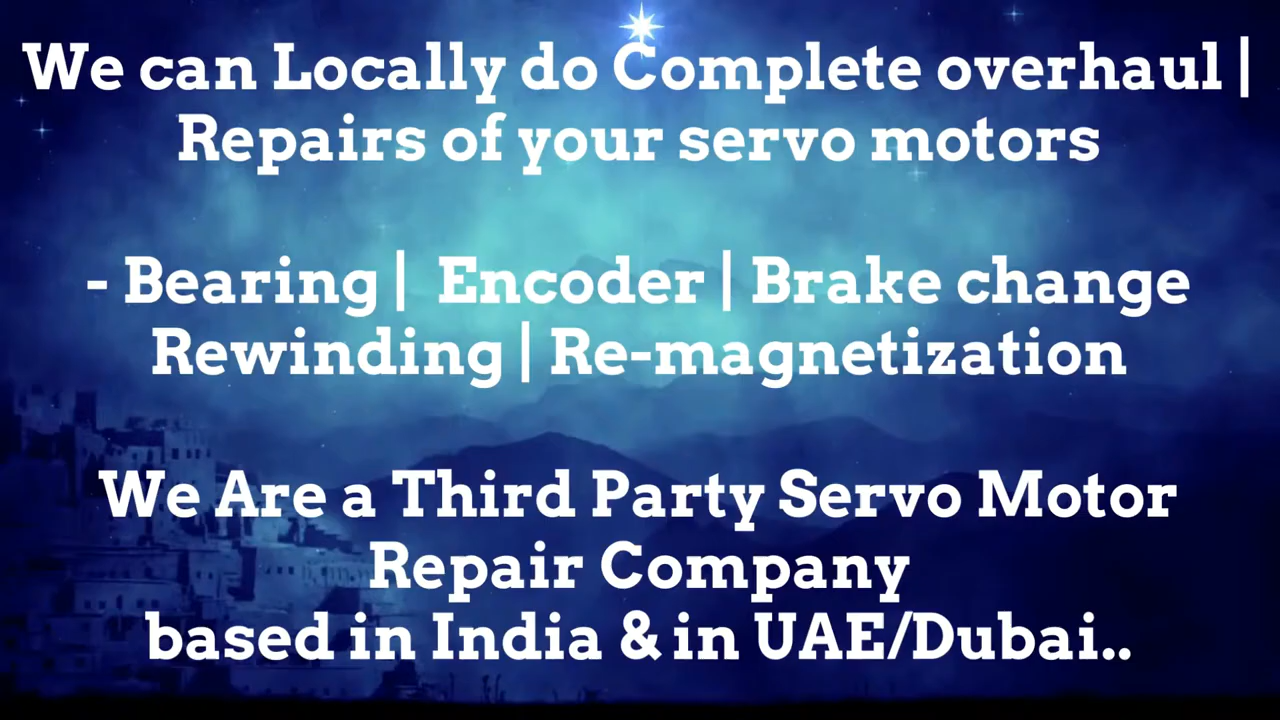 We can Locally do Complete overhaul |
Repairs of your servo motors
- Bearing | Encoder | Brake change
Rewinding | Re-magnetization
We Are a Third Party Servo Motor
Repair Company
based in India & in UAE/Dubai..